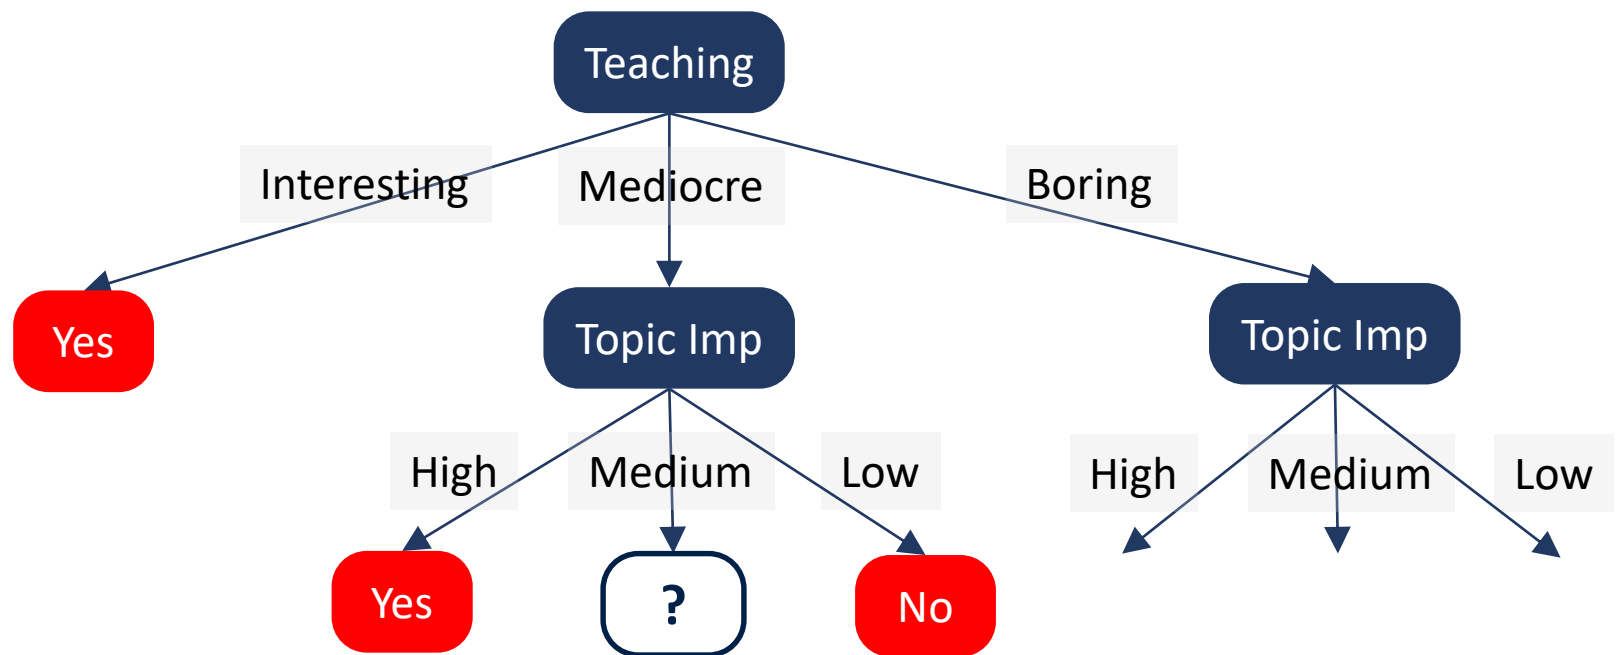 Teaching
Interesting
Mediocre
Boring
Yes
Topic Imp
Topic Imp
High
Medium
Low
High
Medium
Low
Yes
?
No